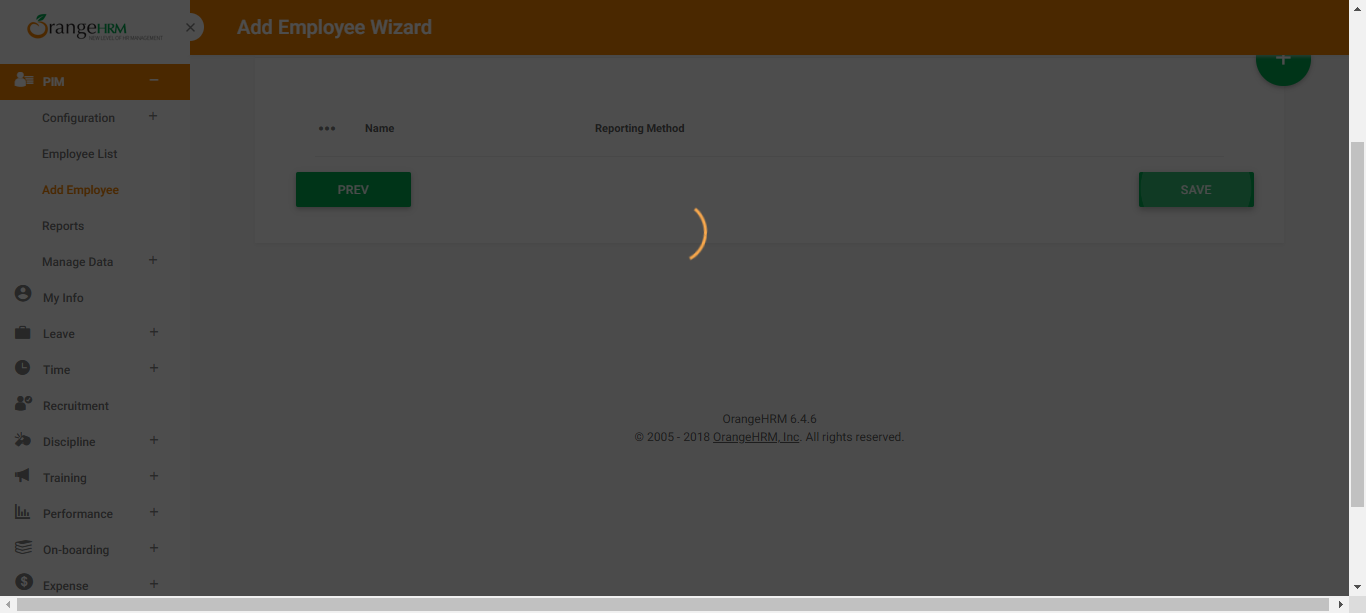 OrangeHRM
Add Employee Wizard
PIM
Configuration
Employee List
Add Employee
Reports
Manage Data
My Info
Leave
Time
Recruitment
Discipline
Training
Performance
On-boarding
Expense
Name
Reporting Method
PREV
SAVE
OrangeHRM 6.4.6
© 2005 - 2018 OrangeHRM, Inc. All rights reserved.